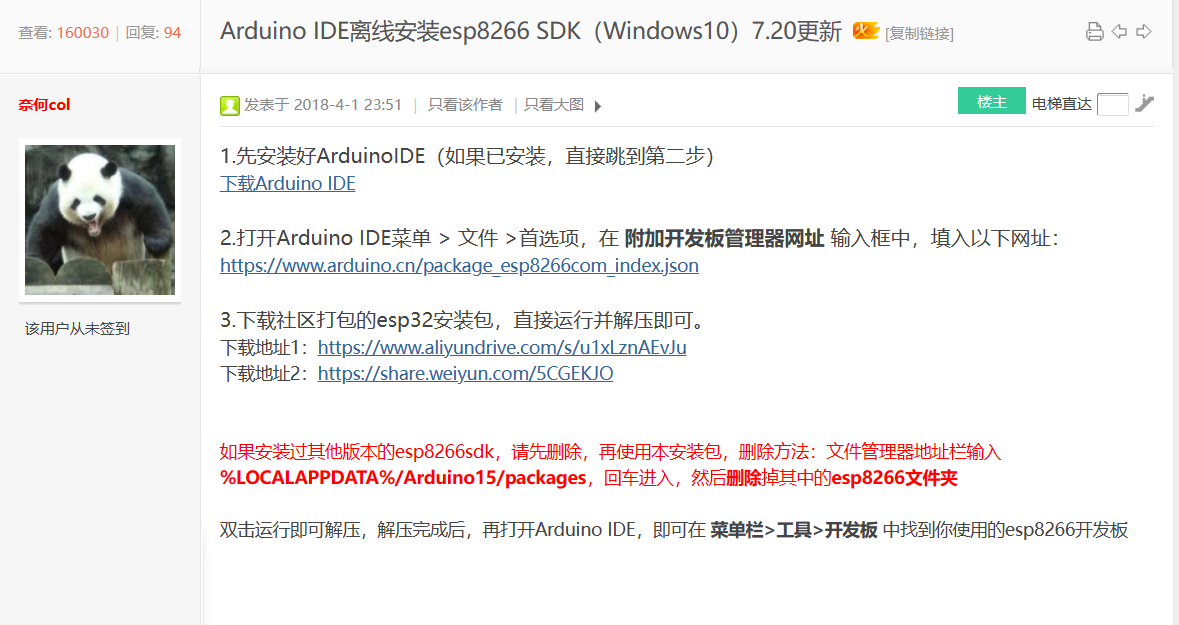 查看: 160030 | 回复: 94
Arduino IDE离线安装esp8266 SDK（Windows10）7.20更新 火 [复制链接]
奈何col
发表于 2018-4-1 23:51 | 只看该作者 | 只看大图
楼主 电梯直达
该用户从未签到
1.先安装好ArduinoIDE（如果已安装，直接跳到第二步）
下载Arduino IDE
2.打开Arduino IDE菜单 > 文件 >首选项，在 附加开发板管理器网址 输入框中，填入以下网址：
https://www.arduino.cn/package_esp8266com_index.json
3.下载社区打包的esp32安装包，直接运行并解压即可。
下载地址1：https://www.aliyundrive.com/s/u1xLznAEvJu
下载地址2：https://share.weiyun.com/5CGEKJO
如果安装过其他版本的esp8266sdk，请先删除，再使用本安装包，删除方法：文件管理器地址栏输入
%LOCALAPPDATA%/Arduino15/packages，回车进入，然后删除掉其中的esp8266文件夹
双击运行即可解压，解压完成后，再打开Arduino IDE，即可在 菜单栏>工具>开发板 中找到你使用的esp8266开发板